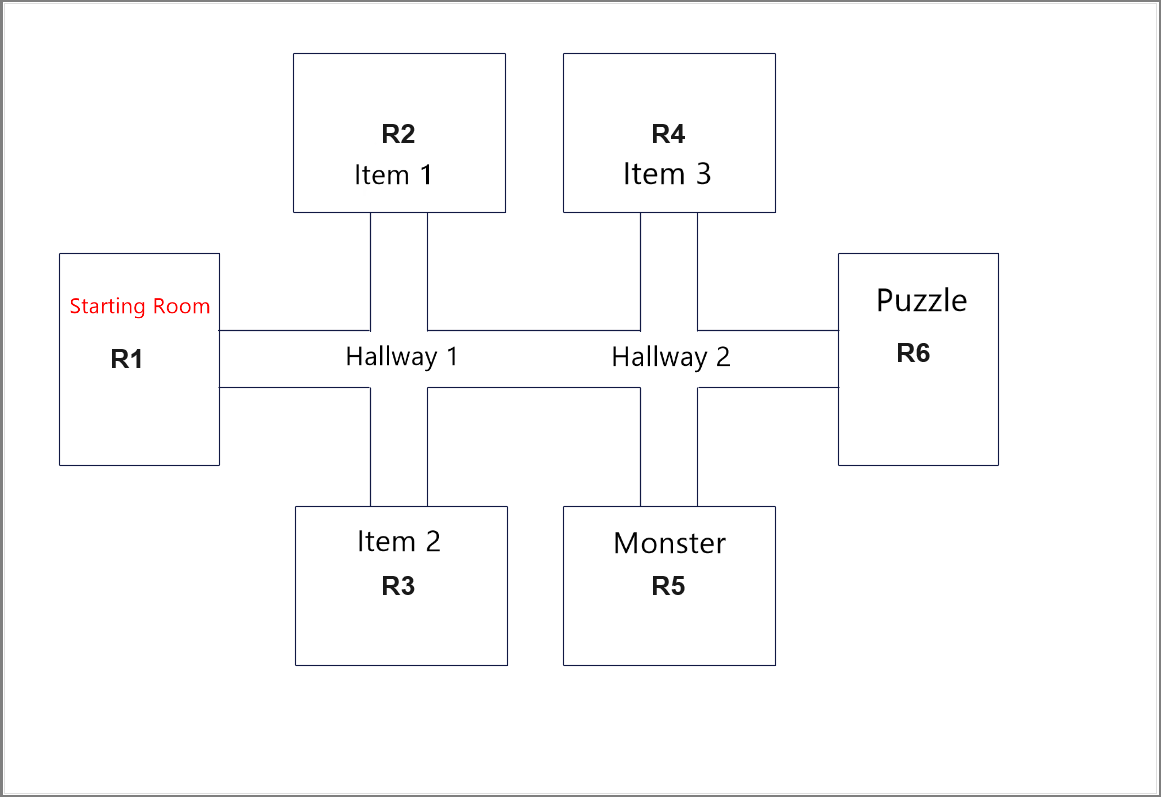 R2
Item 1
R4
Item 3
Starting Room
R1
Hallway 1
Hallway 2
Puzzle
R6
Item 2
R3
Monster
R5